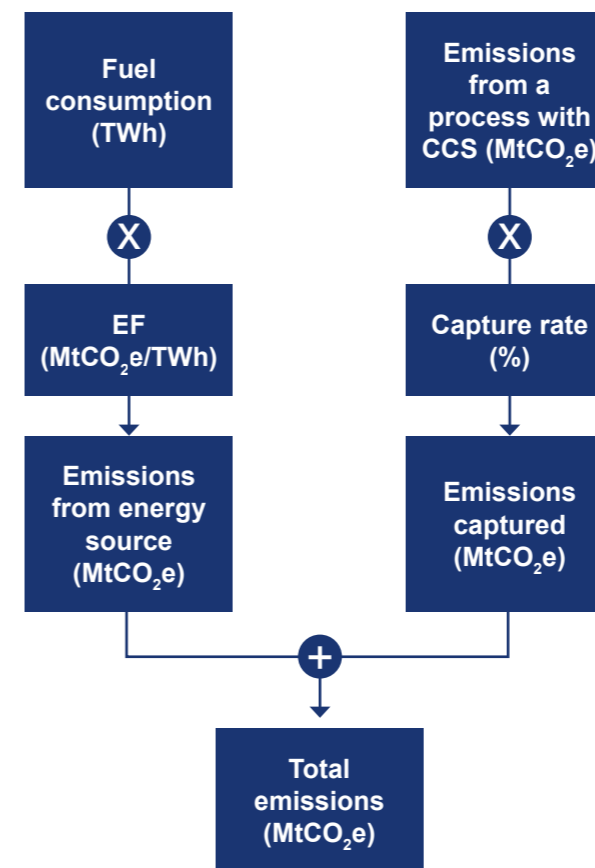 Fuel
consumption
(TWh)
X
EF
(MtCO₂e/TWh)
Emissions
from energy
source
(MtCO₂e)
Emissions
from a
process with
CCS (MtCO₂e)
X
Capture rate
(%)
Emissions
captured
(MtCO₂e)
+
Total
emissions
(MtCO₂e)